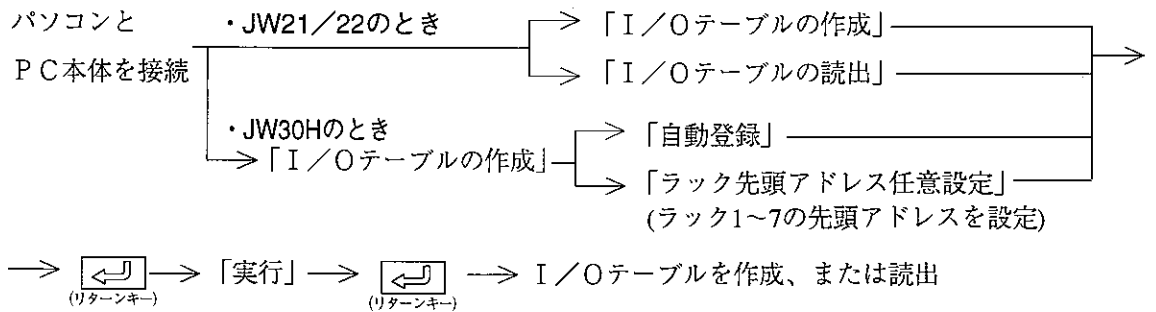 パソコンと
PC本体を接続
・JW21／22のとき
「I／Oテーブルの作成」
「I／Oテーブルの読出」
・JW30Hのとき
「I／Oテーブルの作成」
「自動登録」
「ラック先頭アドレス任意設定」
(ラック1～7の先頭アドレスを設定)
(リターンキー) 「実行」 (リターンキー) I／Oテーブルを作成、または読出